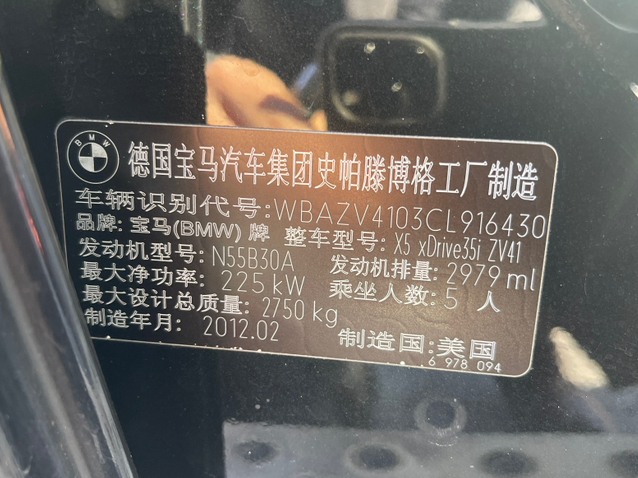 BMW
德国宝马汽车集团史帕滕博格工厂制造
车辆识别代号:WBAZV4103CL916430
品牌: 宝马(BMW) 牌 整车型号: X5 xDrive35i ZV41
发动机型号: N55B30A 发动机排量: 2979 ml
最大净功率: 225 kW 乘坐人数: 5 人
最大设计总质量: 2750 kg
制造年月: 2012.02 制造国: 美国
6 978 094